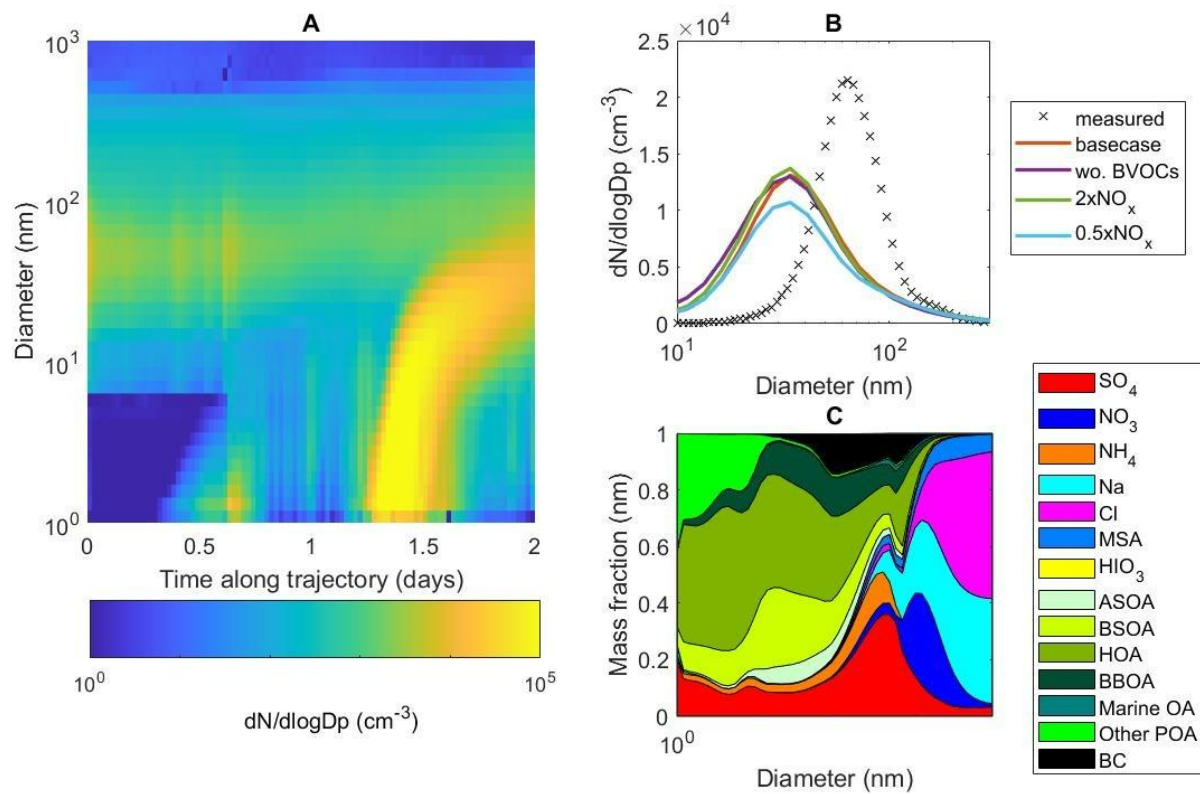 A
10^3
10^2
10^1
10^0
Diameter (nm)
0
0.5
1
1.5
2
Time along trajectory (days)
10^0
10^5
dN/dlogDp (cm^-3)
B
× 10^4
2.5
2
1.5
1
0.5
0
dN/dlogDp (cm^-3)
10^1
10^2
Diameter (nm)
measured
basecase
wo. BVOCs
2xNO_x
0.5xNO_x
C
1
0.8
0.6
0.4
0.2
0
Mass fraction (nm)
10^0
Diameter (nm)
SO_4
NO_3
NH_4
Na
Cl
MSA
HIO_3
ASOA
BSOA
HOA
BBOA
Marine OA
Other POA
BC